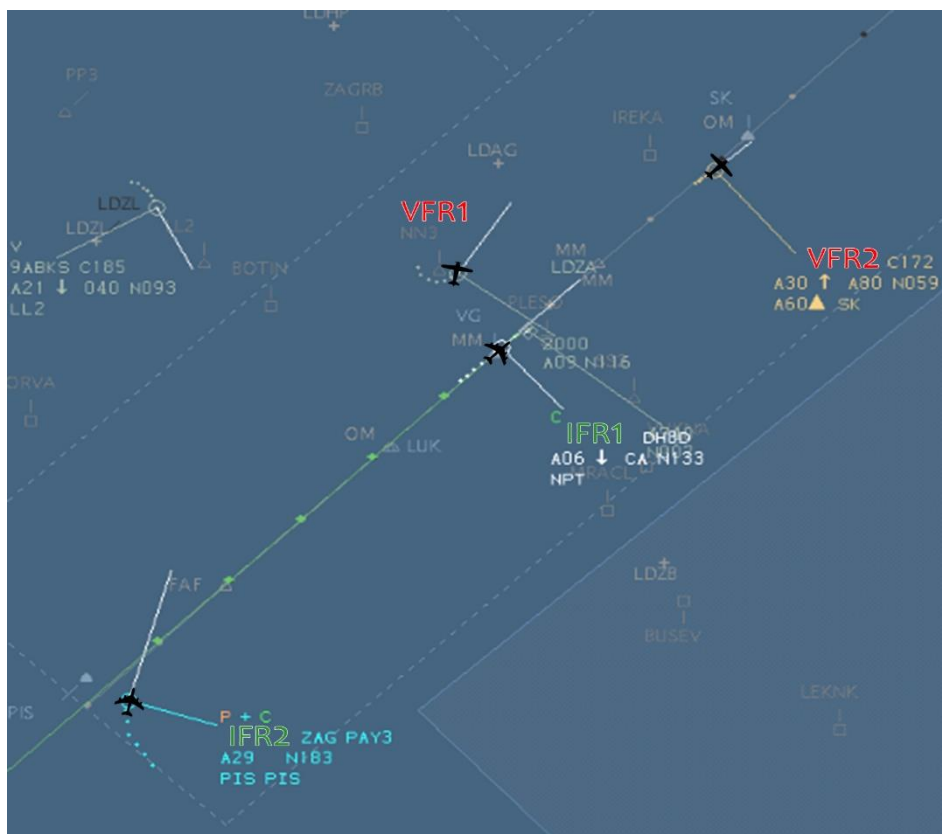 LDHP
PP3
ZAGRB
SK
OM
IREKA
LDAG
LDZL
LDZL
L2
VFR1
NN3
BOTIN
MM
LDZA
MM
V
9ABKS C185
A21 ↓ 040 N093
LL2
VFR2 C172
A30 ↑ A80 N059
A60▲ SK
PLESO
VG
MM
2000
A09 N116
ORVA
OM
LUK
C
IFR1 DHBD
A06 ↓ CA N133
NPT
MRACL
FAF
LDZB
BUSEV
LEKNK
PIS
P + C
IFR2 ZAG PAY3
A29 N183
PIS PIS